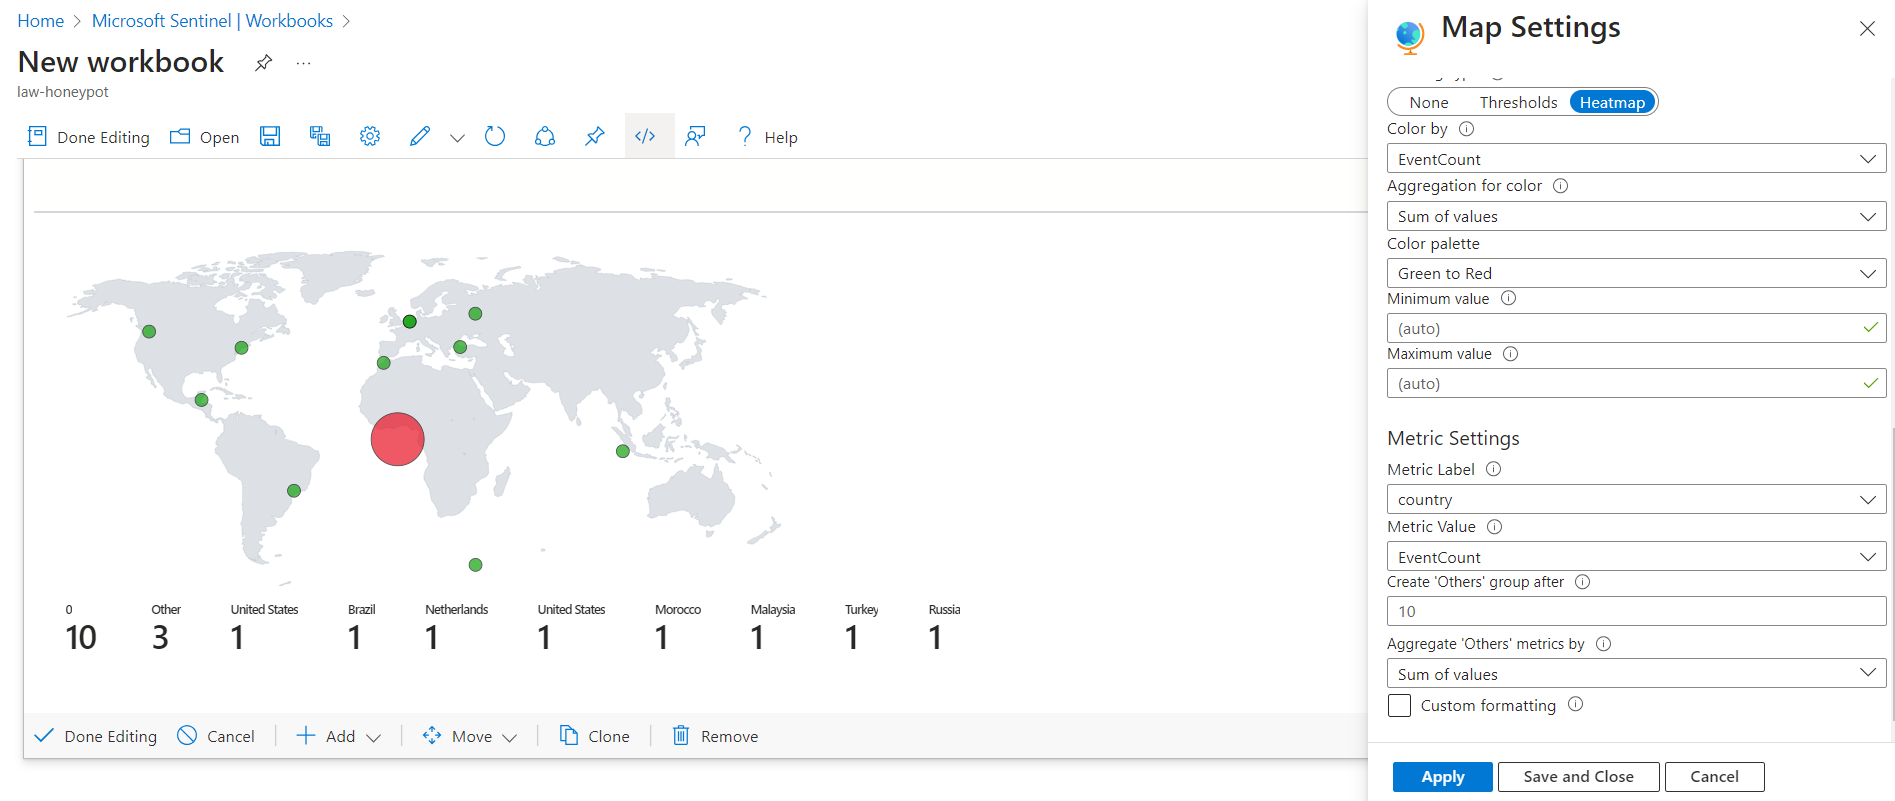 Home > Microsoft Sentinel | Workbooks >
New workbook ...
law-honeypot
Done Editing Open Help
0 Other United States Brazil Netherlands United States Morocco Malaysia Turkey Russia
10 3 1 1 1 1 1 1 1 1
Done Editing Cancel Add Move Clone Remove
Map Settings
None Thresholds Heatmap
Color by
EventCount
Aggregation for color
Sum of values
Color palette
Green to Red
Minimum value
(auto)
Maximum value
(auto)
Metric Settings
Metric Label
country
Metric Value
EventCount
Create 'Others' group after
10
Aggregate 'Others' metrics by
Sum of values
Custom formatting
Apply Save and Close Cancel